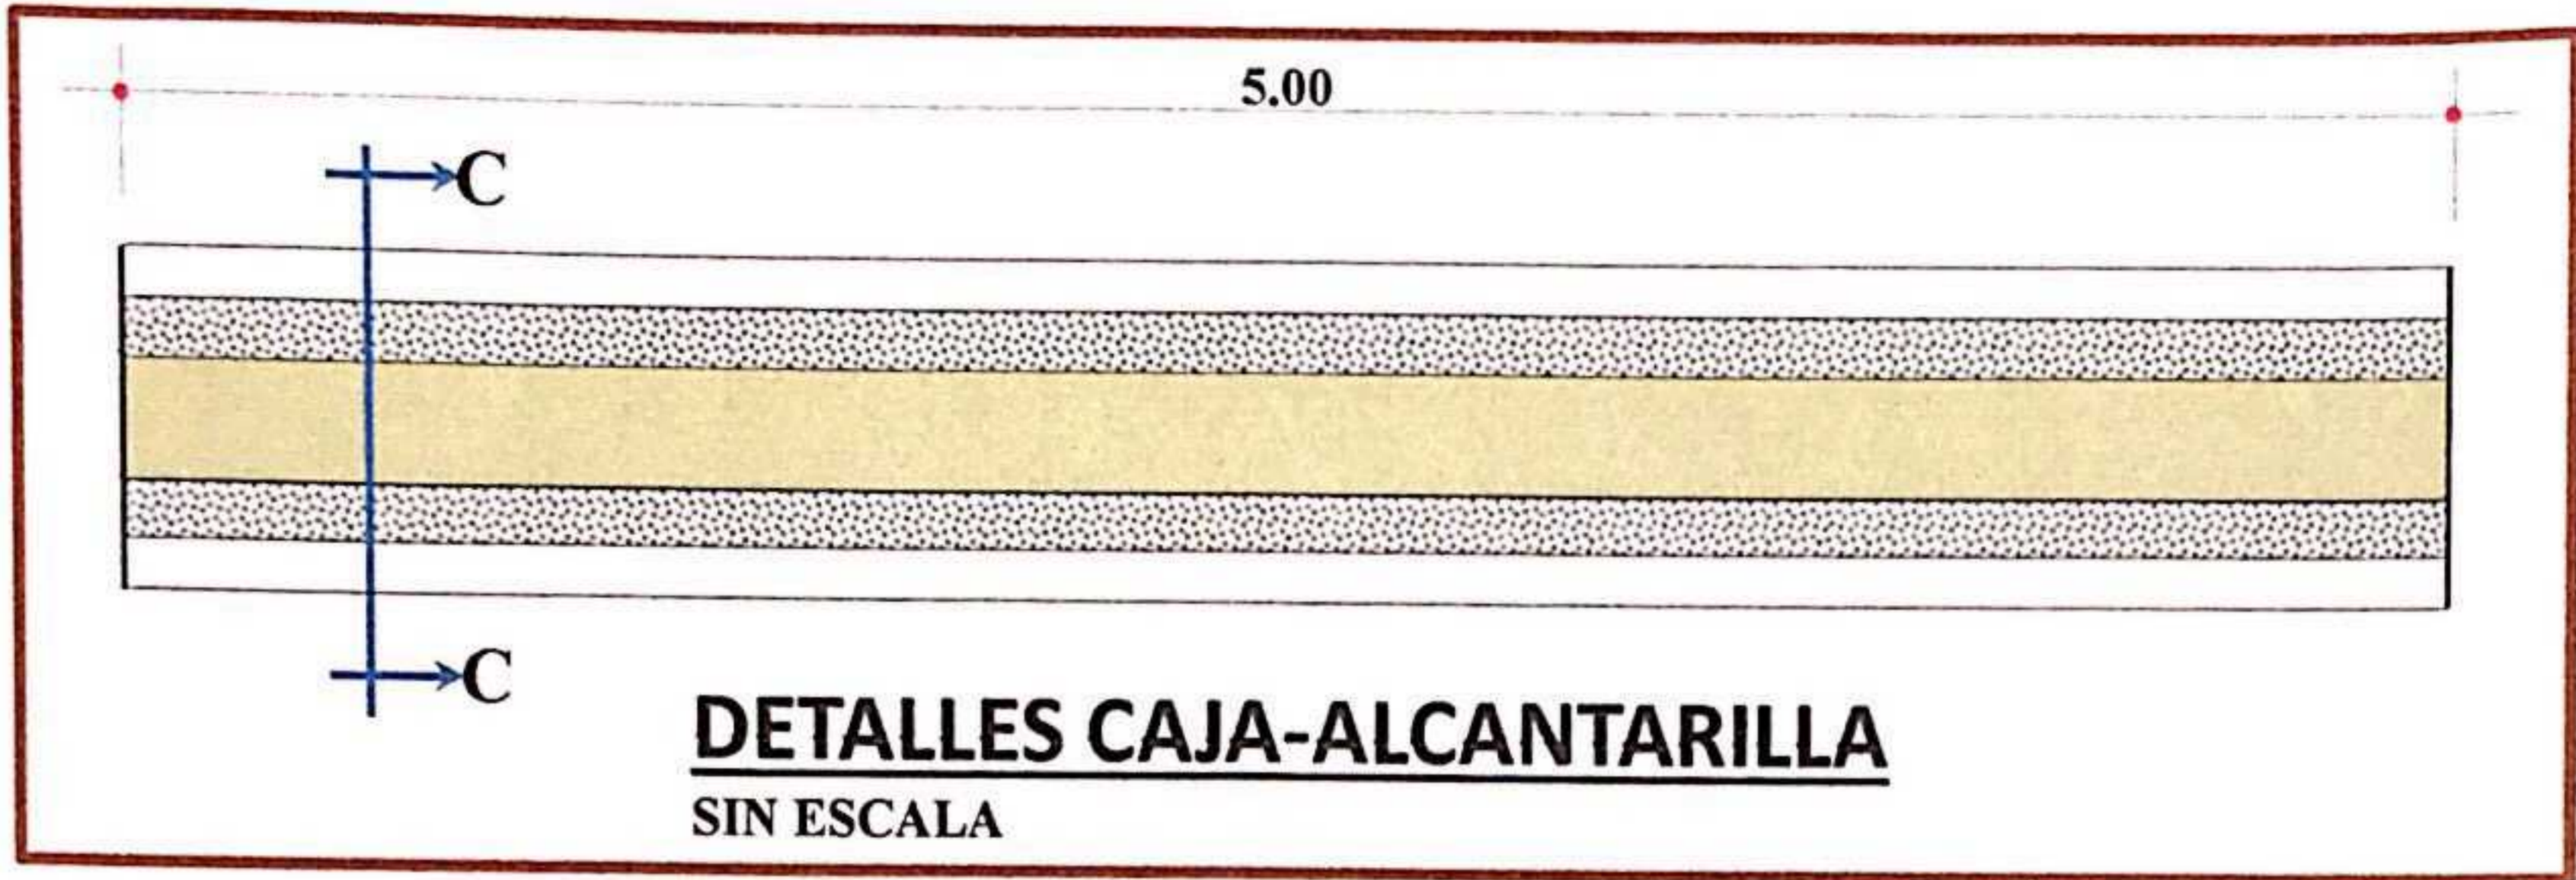 5.00
C
C
DETALLES CAJA-ALCANTARILLA
SIN ESCALA